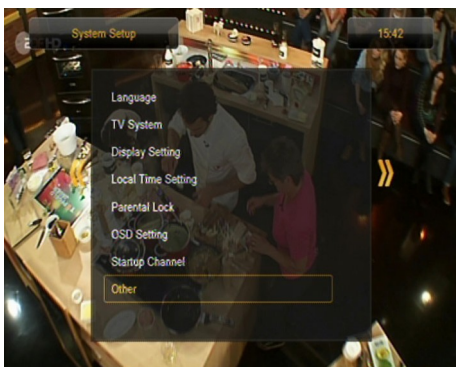 System Setup
15:42
Language
TV System
Display Setting
Local Time Setting
Parental Lock
OSD Setting
Startup Channel
Other